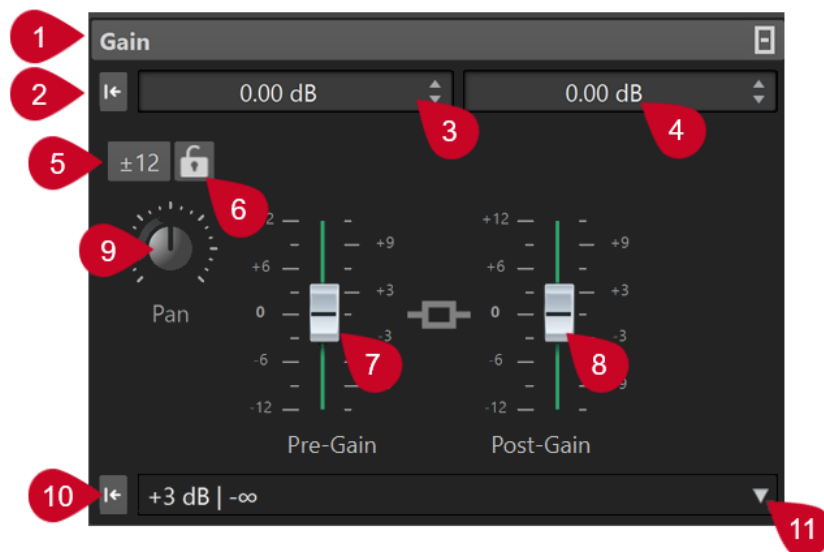 1 Gain
2 0.00 dB 0.00 dB
3 4
5 ±12
6
+12
+9 +9
+6 +6
9
+3 +3
Pan 0 0
-3 -3
7 8
-6 -6
-9
-12 -12
Pre-Gain Post-Gain
10 +3 dB | -∞
11